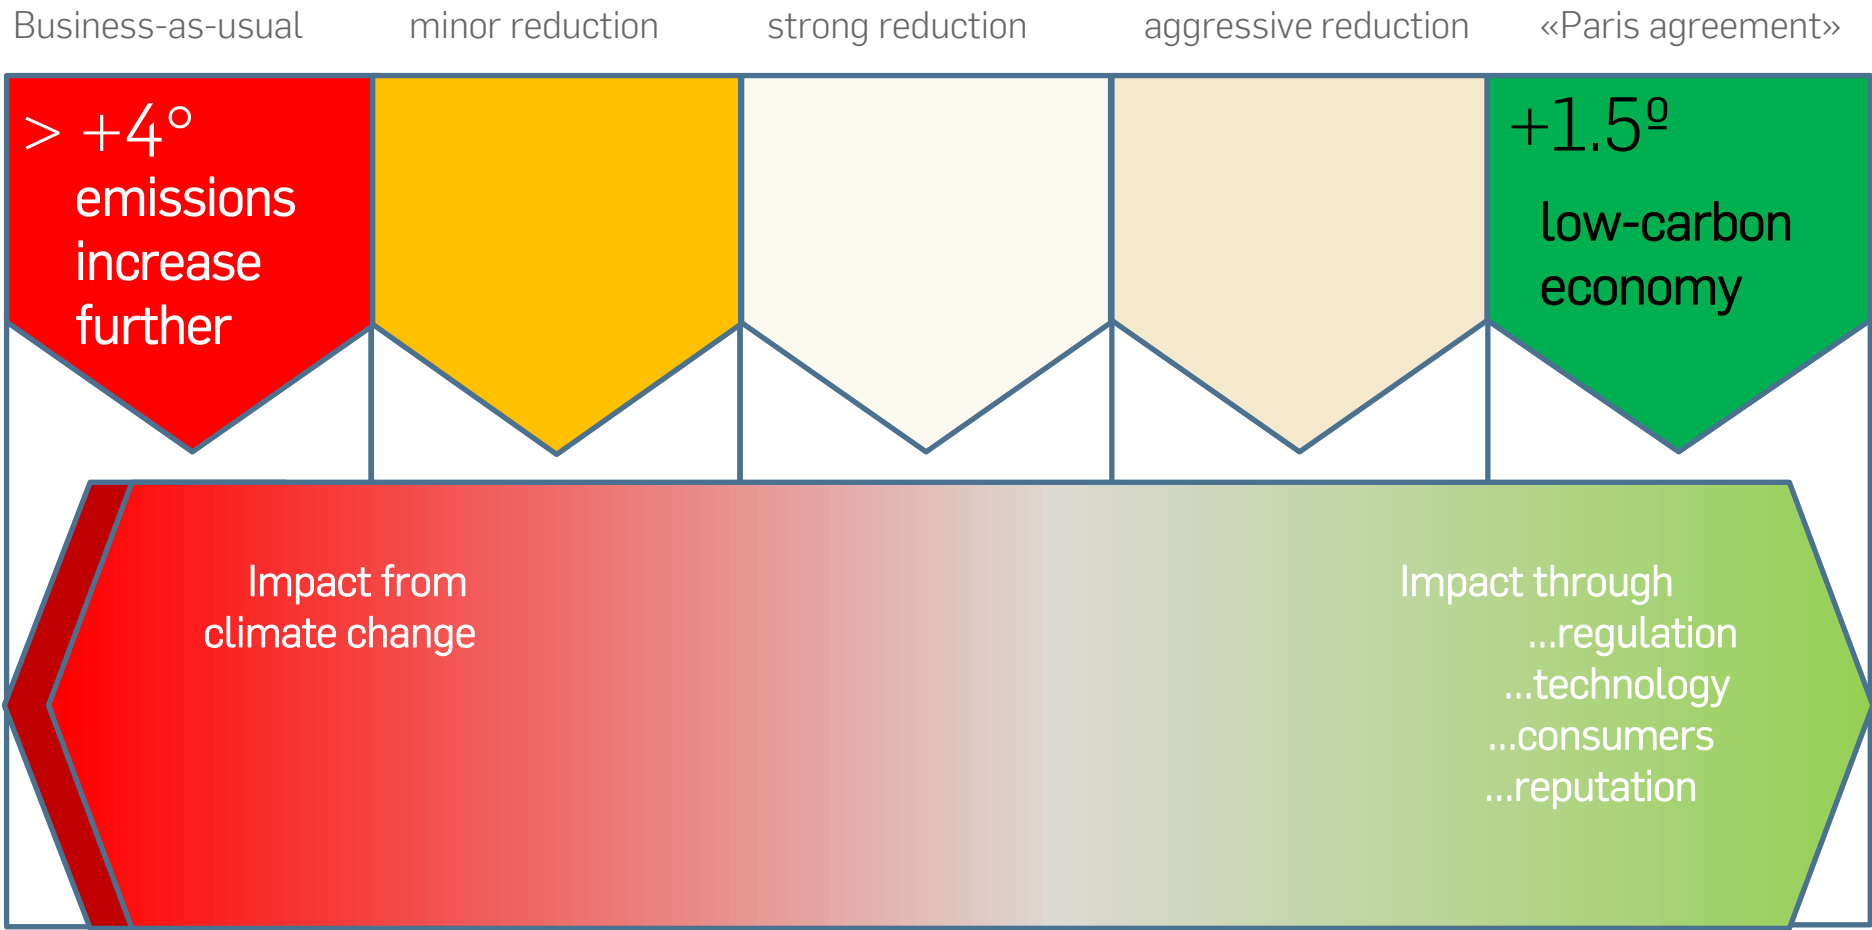 Business-as-usual
minor reduction
strong reduction
aggressive reduction
«Paris agreement»
> +4°
emissions
increase
further
+1.5º
low-carbon
economy
Impact from
climate change
Impact through
...regulation
...technology
...consumers
...reputation